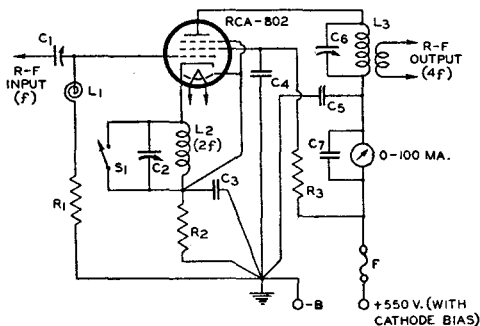 RCA-802
C1
R-F
INPUT
(f)
L1
C6
L3
R-F
OUTPUT
(4f)
C4
C5
S1
C2
L2
(2f)
C3
C7
0-100 MA.
R1
R2
R3
F
-B
+550 V. (WITH
CATHODE BIAS)